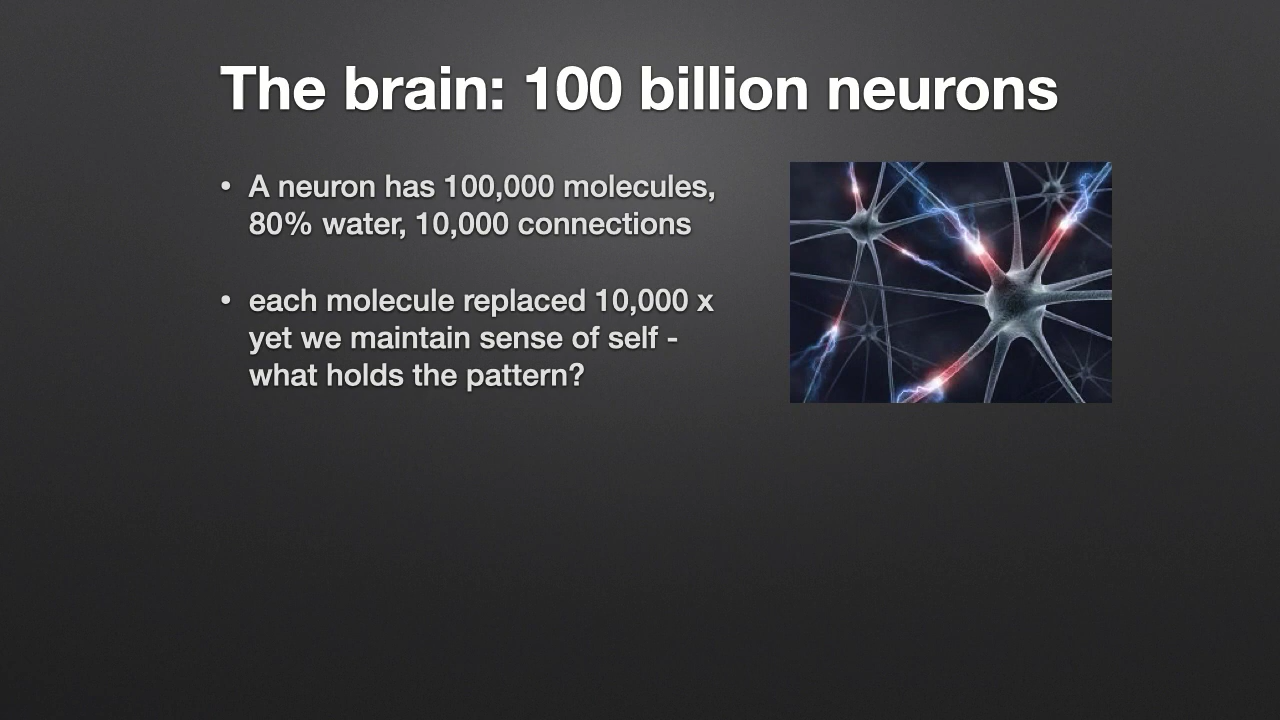 The brain: 100 billion neurons
• A neuron has 100,000 molecules,
80% water, 10,000 connections
• each molecule replaced 10,000 x
yet we maintain sense of self -
what holds the pattern?